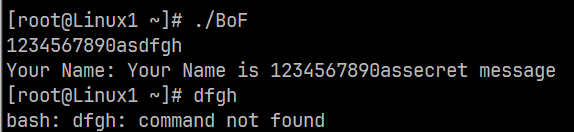 [root@Linux1 ~]# ./BoF
1234567890asdfgh
Your Name: Your Name is 1234567890assecret message
[root@Linux1 ~]# dfgh
bash: dfgh: command not found